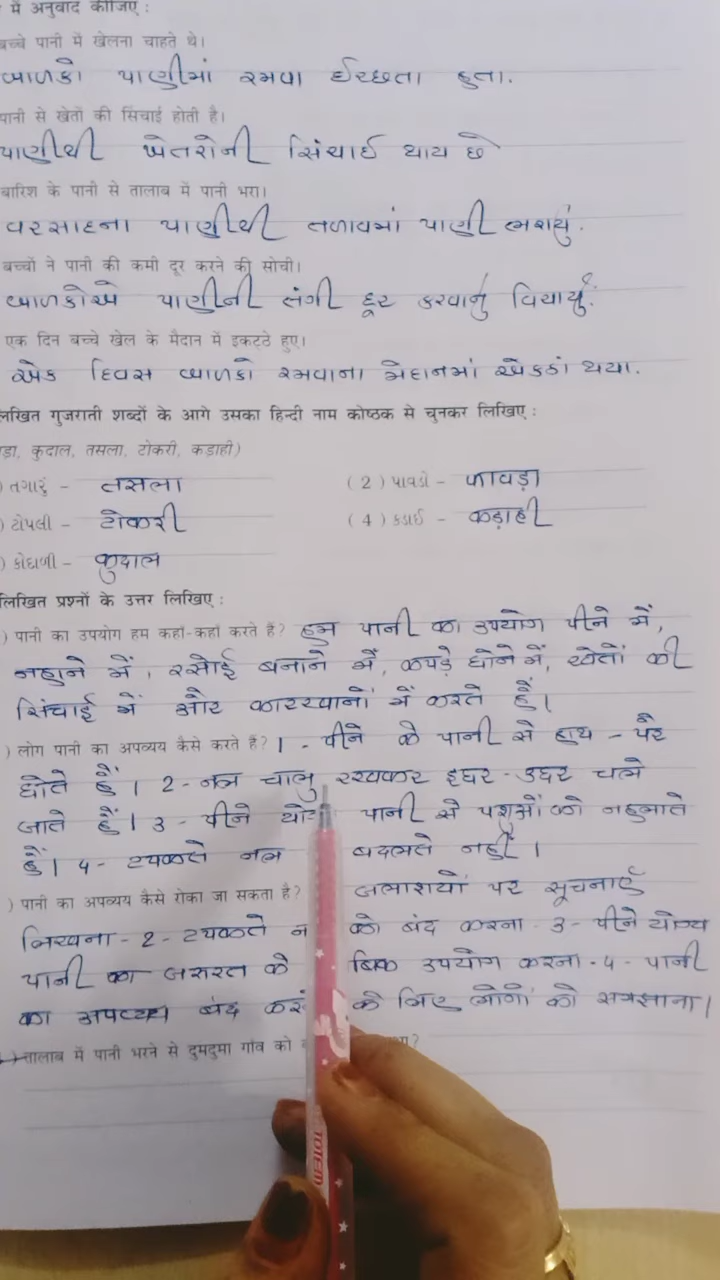 में अनुवाद कीजिए :
बच्चे पानी में खेलना चाहते थे।
બાળકો પાણીમાં રમવા ઈચ્છતા હતા.
पानी से खेतों की सिंचाई होती है।
પાણીથી ખેતરોની સિંચાઈ થાય છે
बारिश के पानी से तालाब में पानी भरा।
વરસાદના પાણીથી તળાવમાં પાણી ભરાયું.
बच्चों ने पानी की कमी दूर करने की सोची।
બાળકોએ પાણીની તંગી દૂર કરવાનું વિચાર્યું.
एक दिन बच्चे खेल के मैदान में इकट्ठे हुए।
એક દિવસ બાળકો રમવાના મેદાનમાં એકઠાં થયા.
लिखित गुजराती शब्दों के आगे उसका हिन्दी नाम कोष्ठक से चुनकर लिखिए :
ड़ा, कुदाल, तसला, टोकरी, कड़ाही)
) તગારું - तसला (2) પાવડો - फावड़ा
) ટોપલી - टोकरी (4) કડાઈ - कड़ाही
) કોદાળી - कुदाल
लिखित प्रश्नों के उत्तर लिखिए :
) पानी का उपयोग हम कहाँ-कहाँ करते है? हम पानी का उपयोग पीने में,
नहाने में, रसोई बनाने में, कपड़े धोने में, खेतों की
सिंचाई में और कारखानों में करते हैं।
) लोग पानी का अपव्यय कैसे करते है? 1 - पीने के पानी से हाथ - पैर
धोते हैं। 2 - नल चालु रखकर इधर - उधर चले
जाते हैं। 3 - पीने पानी से पशुओं को नहलाते
हैं। 4 - टपकते नल बदलते नहीं।
) पानी का अपव्यय कैसे रोका जा सकता है? जलाशयों पर सूचनाएँ
लिखना - 2 - टपकते को बंद करना - 3 - पीने योग्य
पानी का जरुरत के उपयोग करना - 4 - पानी
का अपव्यय बंद के लिए लोगों को समझाना।
) तालाब में पानी भरने से दुमदुमा गाँव को
TOTEM